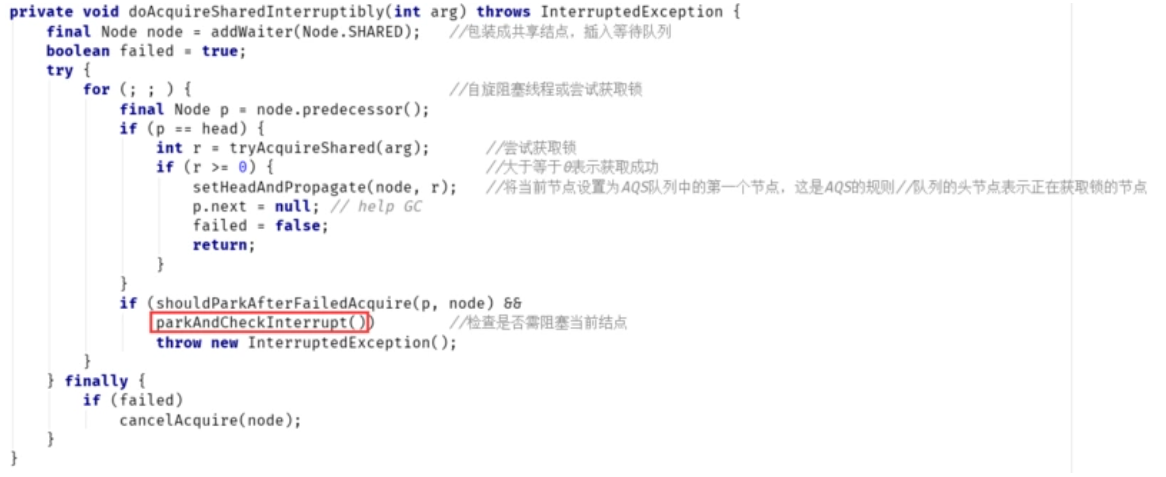 private void doAcquireSharedInterruptibly(int arg) throws InterruptedException {
    final Node node = addWaiter(Node.SHARED);   //包装成共享结点，插入等待队列
    boolean failed = true;
    try {
        for (; ; ) {                            //自旋阻塞线程或尝试获取锁
            final Node p = node.predecessor();
            if (p == head) {
                int r = tryAcquireShared(arg);      //尝试获取锁
                if (r >= 0) {                       //大于等于0表示获取成功
                    setHeadAndPropagate(node, r);   //将当前节点设置为AQS队列中的第一个节点，这是AQS的规则//队列的头节点表示正在获取锁的节点
                    p.next = null; // help GC
                    failed = false;
                    return;
                }
            }
            if (shouldParkAfterFailedAcquire(p, node) &&
                parkAndCheckInterrupt())        //检查是否需阻塞当前结点
                throw new InterruptedException();
        }
    } finally {
        if (failed)
            cancelAcquire(node);
    }
}